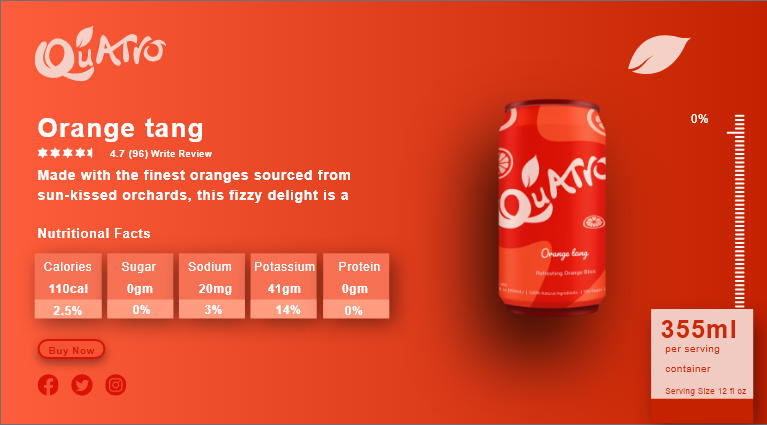 QuATro
Orange tang
4.7 (96) Write Review
Made with the finest oranges sourced from
sun-kissed orchards, this fizzy delight is a
Nutritional Facts
Calories Sugar Sodium Potassium Protein
110cal 0gm 20mg 41gm 0gm
2.5% 0% 3% 14% 0%
Buy Now
QuATro
Orange tang
Refreshing Orange Bliss
100% Natural Ingredients
0%
355ml
per serving
container
Serving Size 12 fl oz